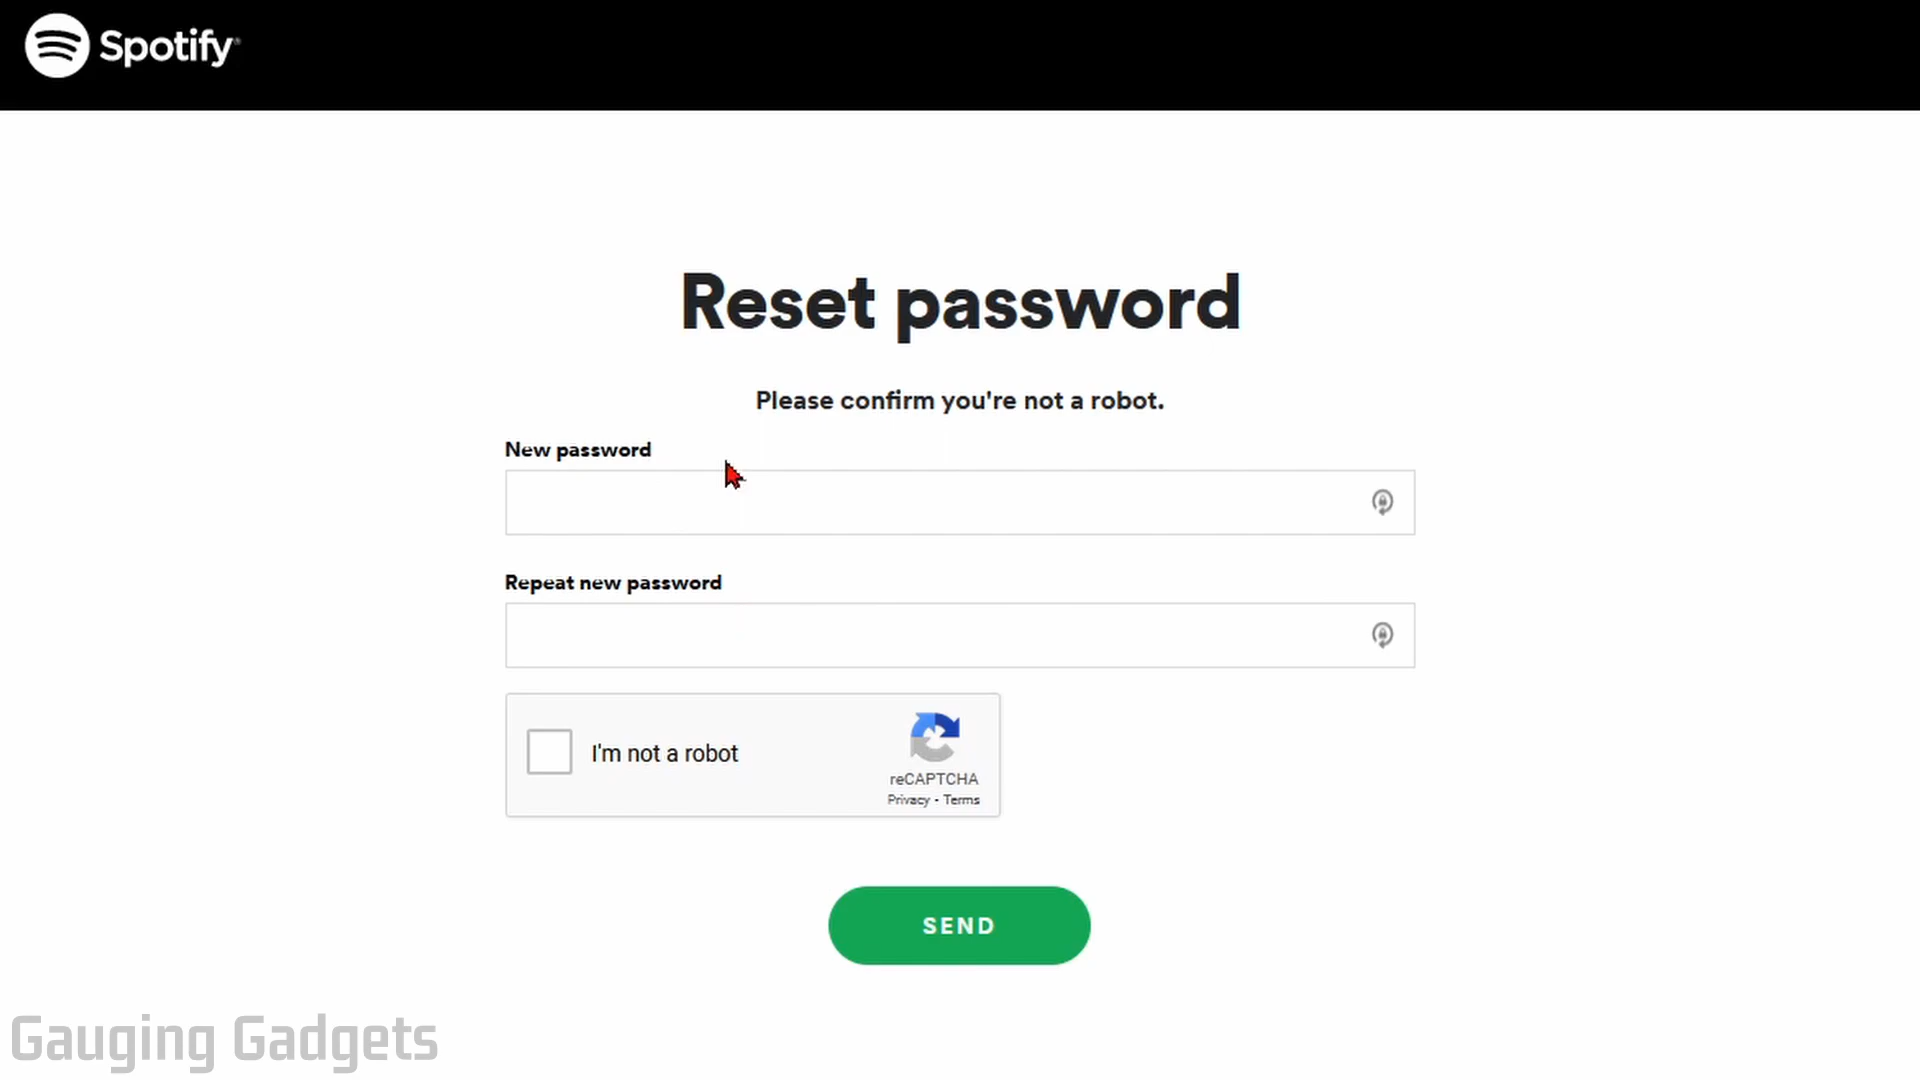 Spotify
Reset password
Please confirm you're not a robot.
New password
Repeat new password
I'm not a robot
reCAPTCHA
Privacy - Terms
SEND
Gauging Gadgets